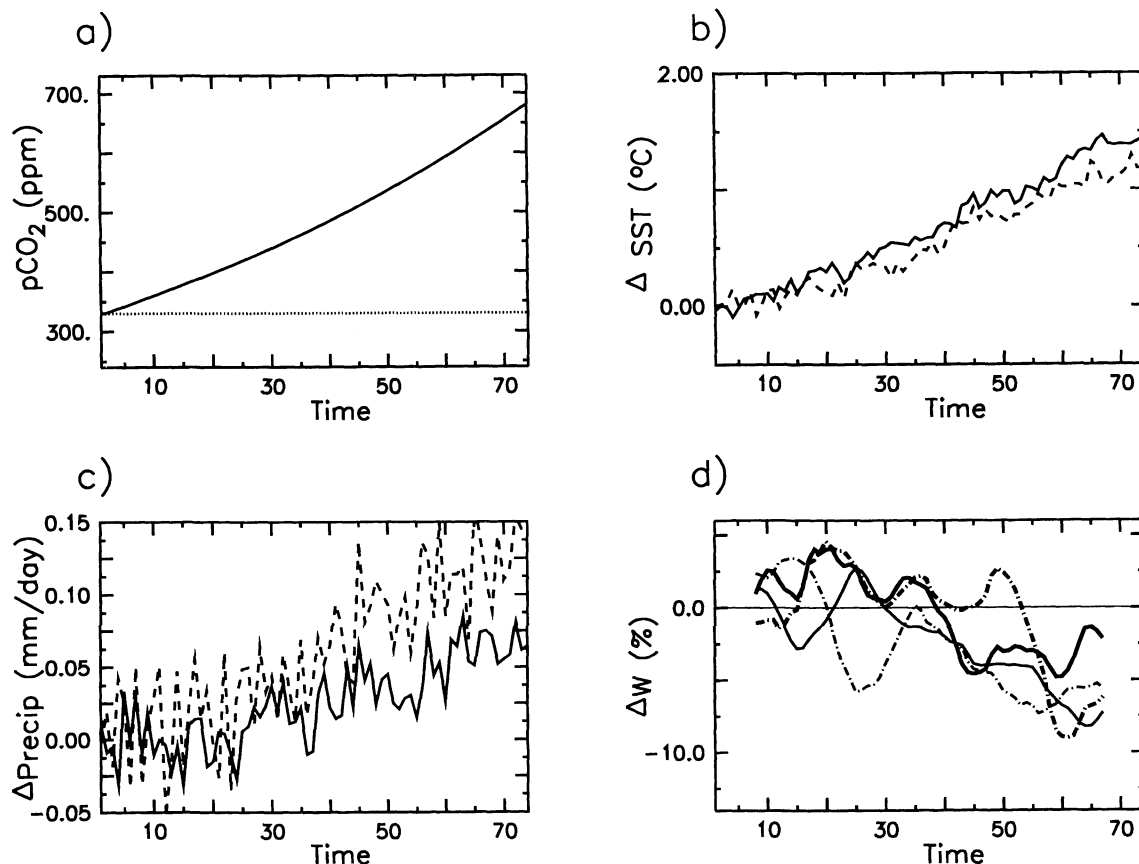 a)
700.
500.
300.
pCO2 (ppm)
10 30 50 70
Time
b)
2.00
0.00
Δ SST (°C)
10 30 50 70
Time
c)
0.15
0.10
0.05
0.00
-0.05
ΔPrecip (mm/day)
10 30 50 70
Time
d)
0.0
-10.0
ΔW (%)
10 30 50 70
Time